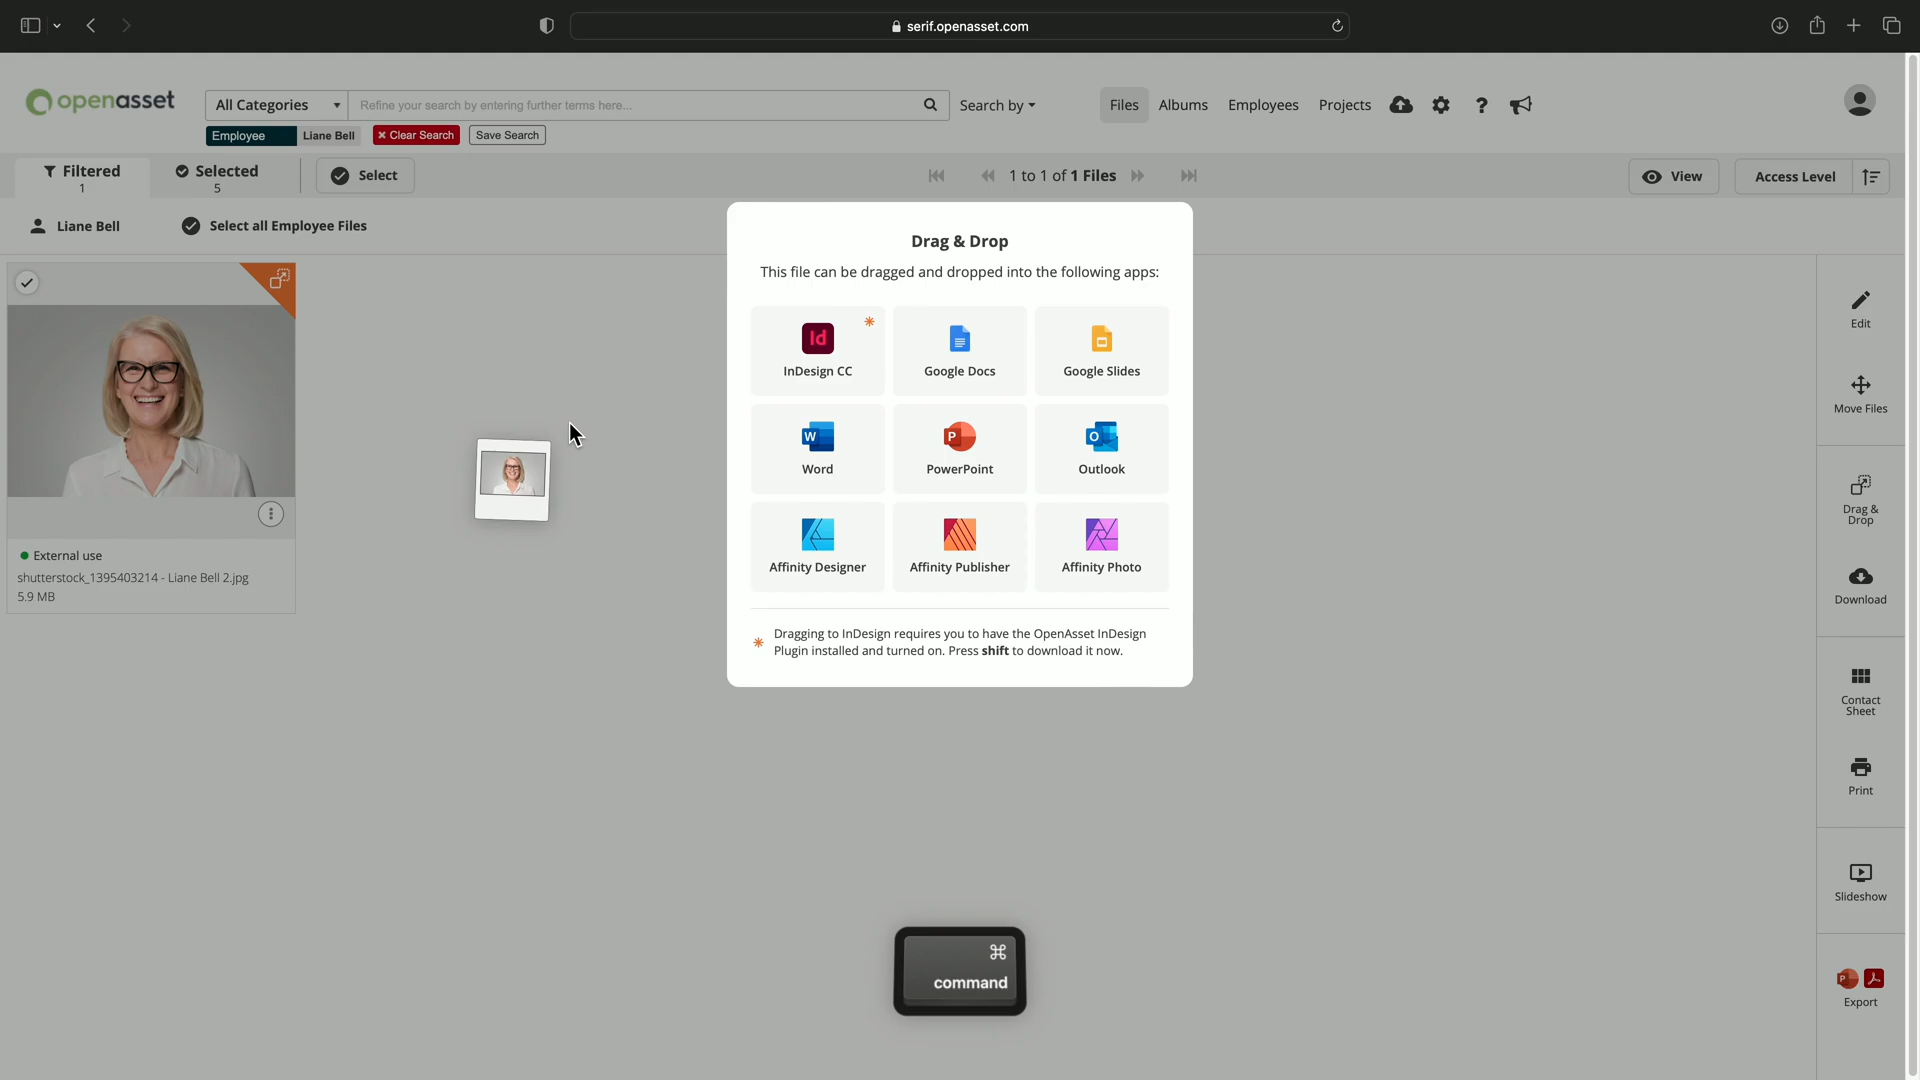 serif.openasset.com
openasset
All Categories
Refine your search by entering further terms here...
Search by
Files
Albums
Employees
Projects
?
Employee
Liane Bell
× Clear Search
Save Search
Filtered
1
Selected
5
Select
1 to 1 of 1 Files
View
Access Level
Liane Bell
Select all Employee Files
External use
shutterstock_1395403214 - Liane Bell 2.jpg
5.9 MB
Drag & Drop
This file can be dragged and dropped into the following apps:
Id
InDesign CC
Google Docs
Google Slides
W
Word
P
PowerPoint
O
Outlook
Affinity Designer
Affinity Publisher
Affinity Photo
Dragging to InDesign requires you to have the OpenAsset InDesign
Plugin installed and turned on. Press shift to download it now.
Edit
Move Files
Drag &
Drop
Download
Contact
Sheet
Print
Slideshow
P
Export
⌘
command